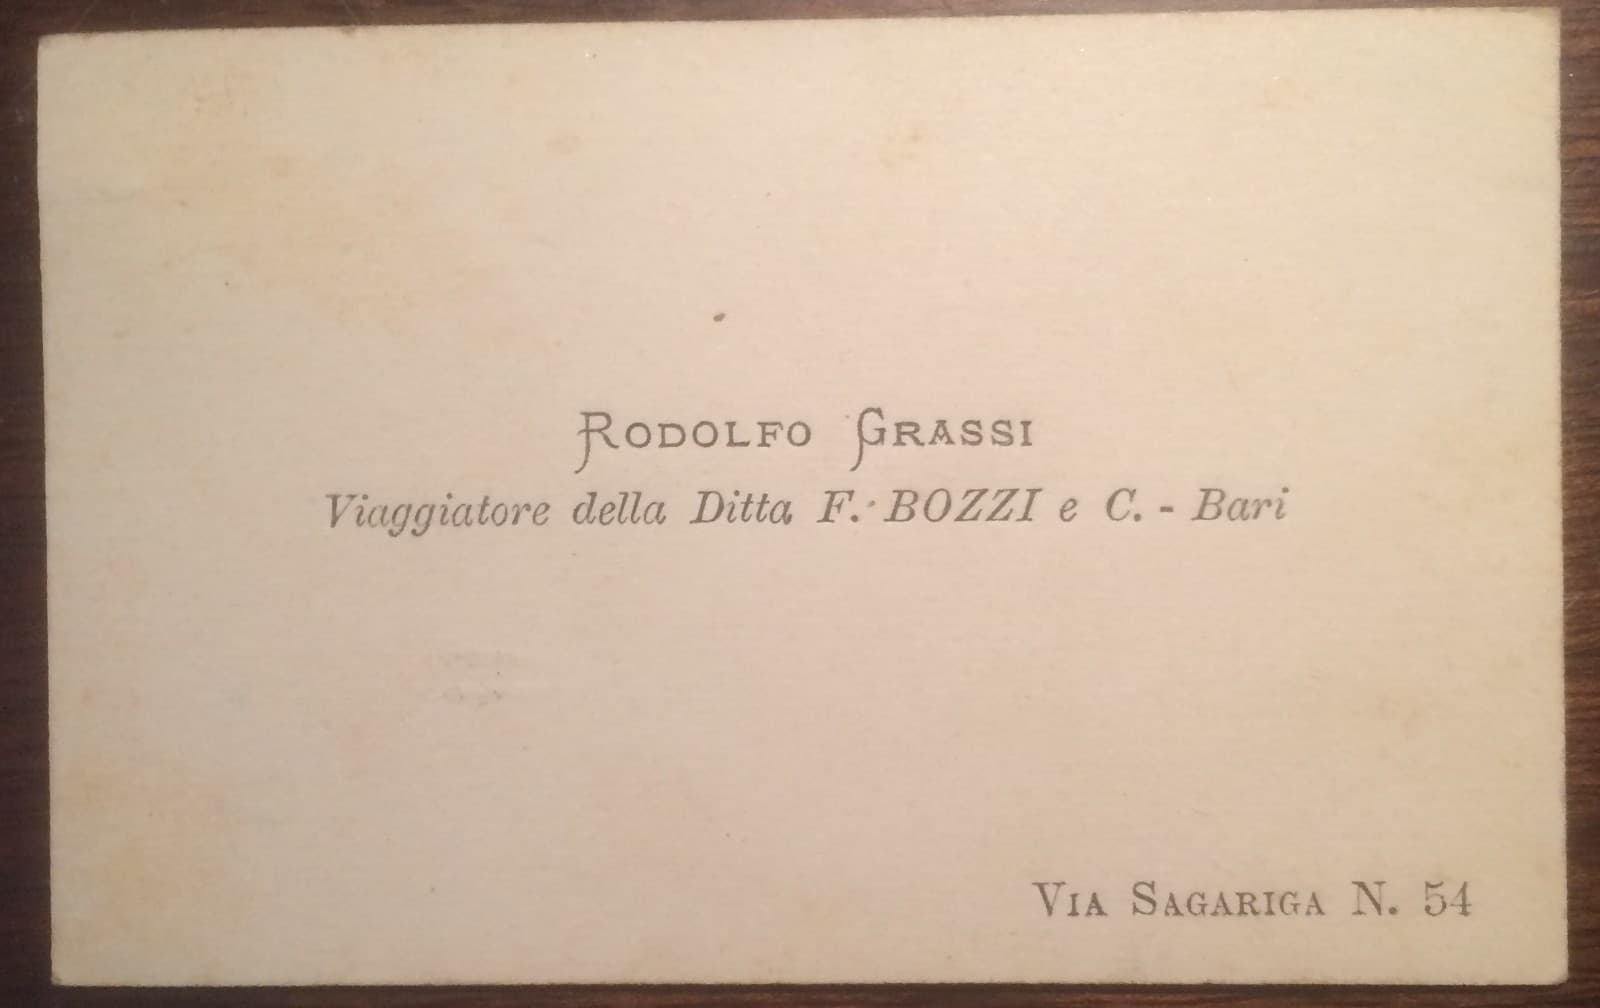 Rodolfo Grassi
Viaggiatore della Ditta F. BOZZI e C. - Bari
Via Sagariga N. 54